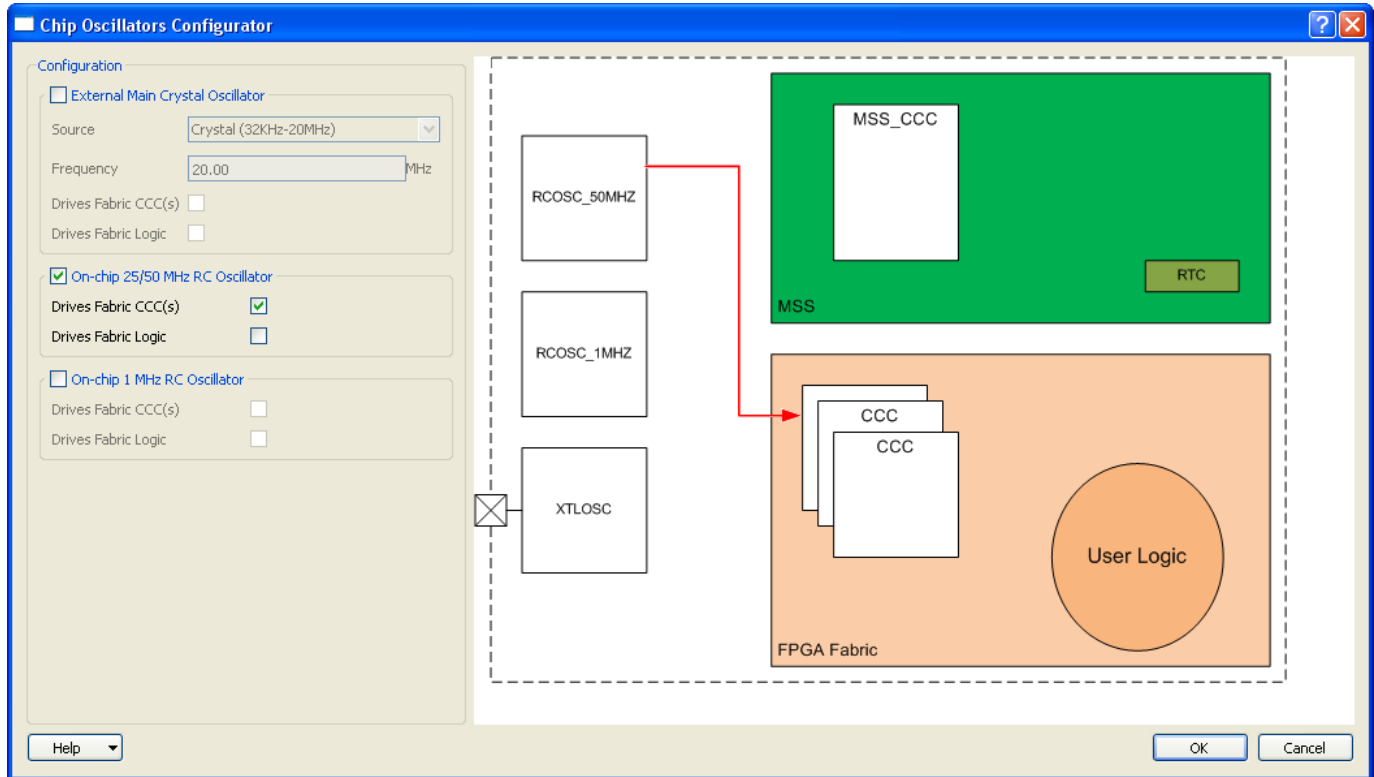 Chip Oscillators Configurator
Configuration
External Main Crystal Oscillator
Source Crystal (32KHz-20MHz)
Frequency 20.00 MHz
Drives Fabric CCC(s)
Drives Fabric Logic
On-chip 25/50 MHz RC Oscillator
Drives Fabric CCC(s)
Drives Fabric Logic
On-chip 1 MHz RC Oscillator
Drives Fabric CCC(s)
Drives Fabric Logic
RCOSC_50MHZ
RCOSC_1MHZ
XTLOSC
MSS_CCC
RTC
MSS
CCC
CCC
User Logic
FPGA Fabric
Help
OK
Cancel